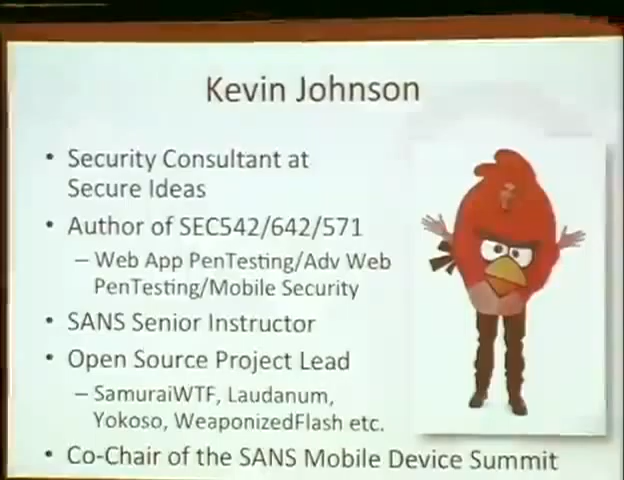 Kevin Johnson
• Security Consultant at
Secure Ideas
• Author of SEC542/642/571
– Web App PenTesting/Adv Web
PenTesting/Mobile Security
• SANS Senior Instructor
• Open Source Project Lead
– SamuraiWTF, Laudanum,
Yokoso, WeaponizedFlash etc.
• Co-Chair of the SANS Mobile Device Summit